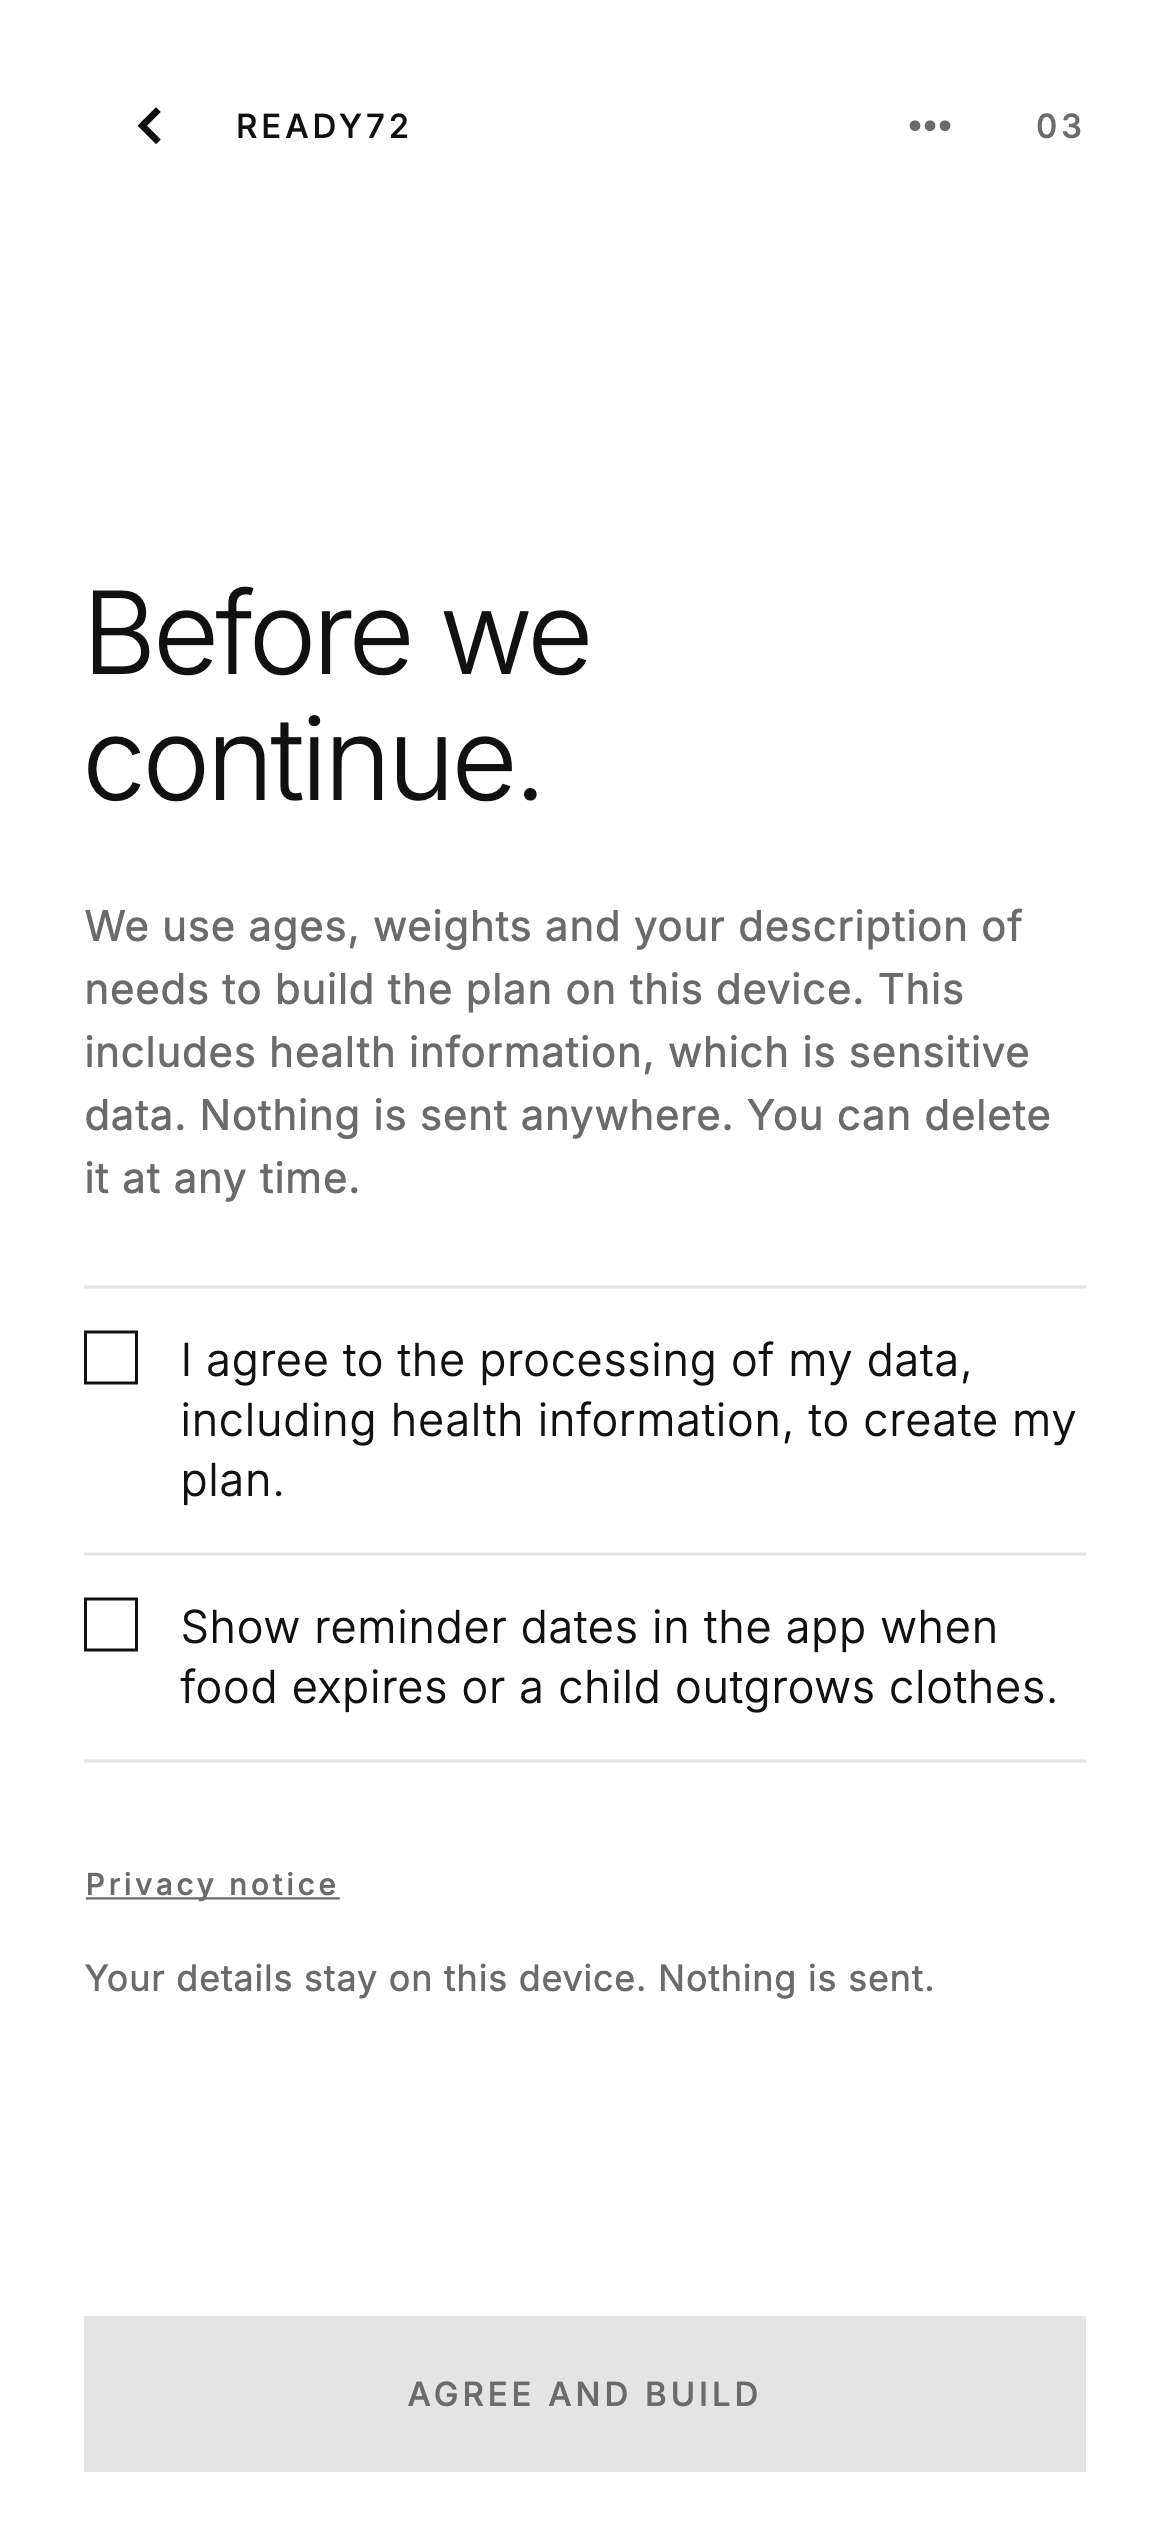 READY72
03
Before we
continue.
We use ages, weights and your description of
needs to build the plan on this device. This
includes health information, which is sensitive
data. Nothing is sent anywhere. You can delete
it at any time.
I agree to the processing of my data,
including health information, to create my
plan.
Show reminder dates in the app when
food expires or a child outgrows clothes.
Privacy notice
Your details stay on this device. Nothing is sent.
AGREE AND BUILD